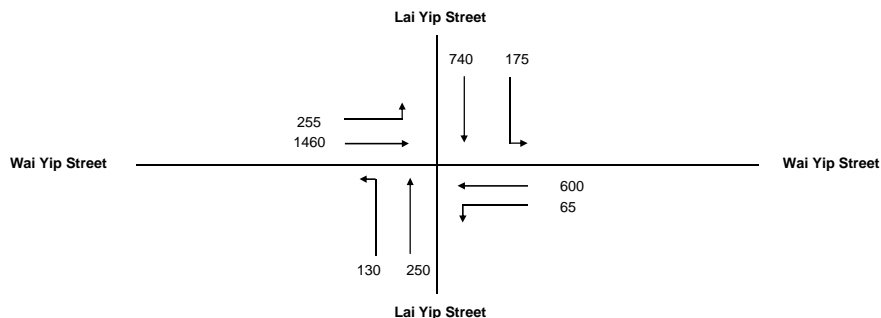 Lai Yip Street
740 175
255
1460
Wai Yip Street Wai Yip Street
600
65
130 250
Lai Yip Street